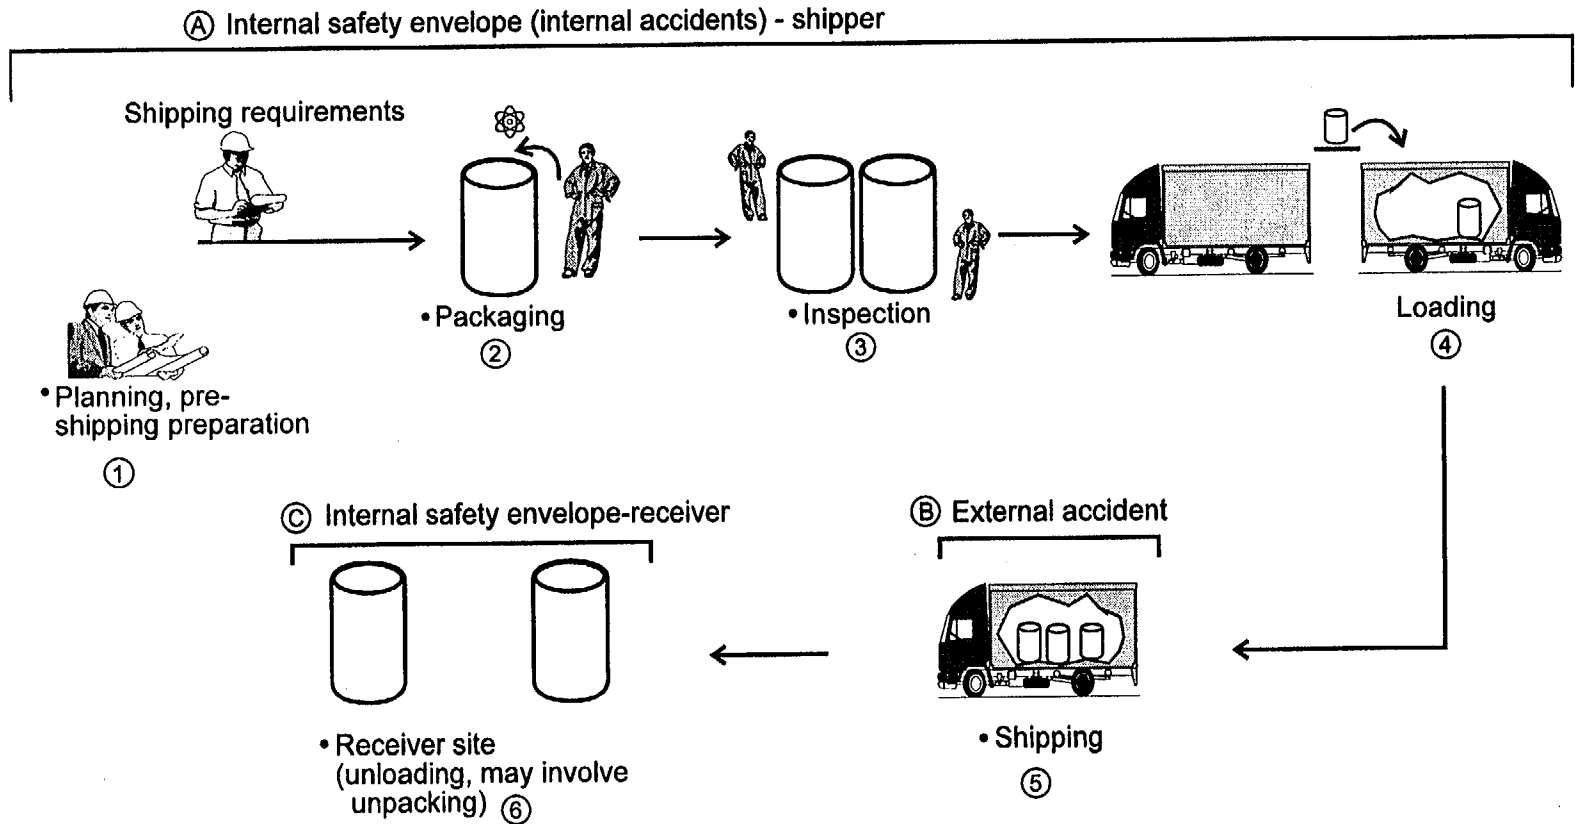 Ⓐ Internal safety envelope (internal accidents) - shipper
Shipping requirements
• Packaging
②
• Inspection
③
Loading
④
• Planning, pre-
shipping preparation
①
Ⓒ Internal safety envelope-receiver
Ⓑ External accident
• Receiver site
(unloading, may involve
unpacking) ⑥
• Shipping
⑤